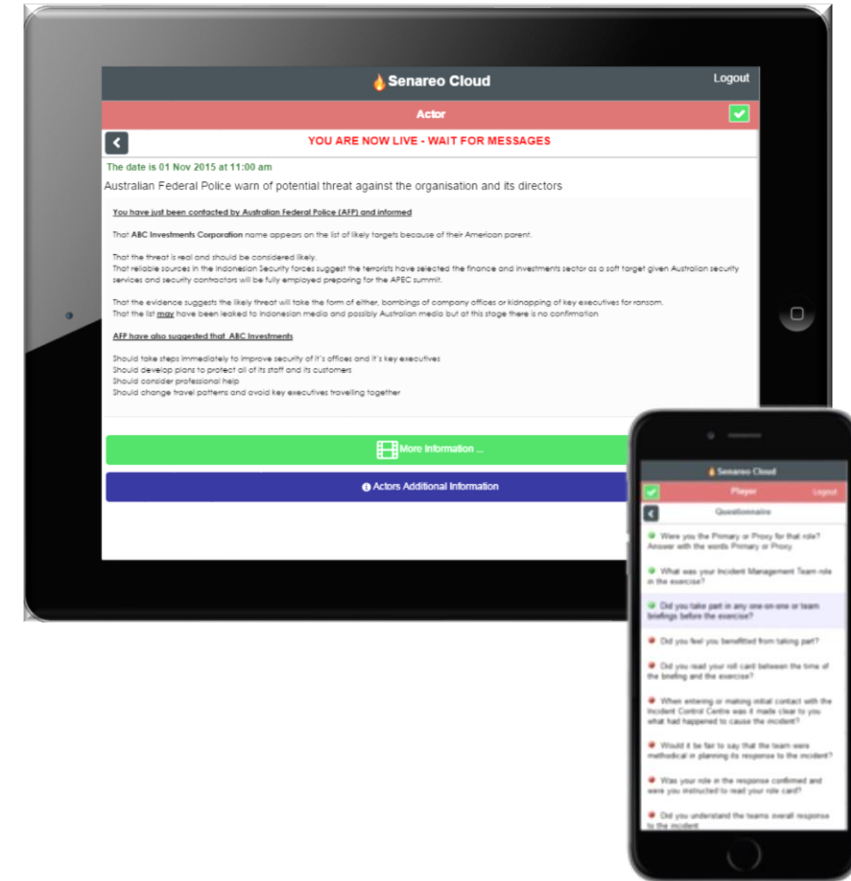 Senareo Cloud
Logout
Actor
YOU ARE NOW LIVE - WAIT FOR MESSAGES
The date is 01 Nov 2015 at 11:00 am
Australian Federal Police warn of potential threat against the organisation and its directors
You have just been contacted by Australian Federal Police (AFP) and informed
That ABC Investments Corporation name appears on the list of likely targets because of their American parent.
That the threat is real and should be considered likely.
That reliable sources in the Indonesian Security forces suggest the terrorists have selected the finance and investments sector as a soft target given Australian security
services and security contractors will be fully employed preparing for the APEC summit.
That the evidence suggests the likely threat will take the form of either, bombings of company offices or kidnapping of key executives for ransom.
That the list may have been leaked to Indonesian media and possibly Australian media but at this stage there is no confirmation
AFP have also suggested that ABC Investments
Should take steps immediately to improve security of it's offices and it's key executives
Should develop plans to protect all of its staff and its customers
Should consider professional help
Should change travel patterns and avoid key executives travelling together
More Information ...
Actors Additional Information
Senareo Cloud
Player
Logout
Questionnaire
Were you the Primary or Proxy for that role?
Answer with the words Primary or Proxy
What was your Incident Management Team role
in the exercise?
Did you take part in any one-on-one or team
briefings before the exercise?
Did you feel you benefitted from taking part?
Did you read your roll card between the time of
the briefing and the exercise?
When entering or making initial contact with the
Incident Control Centre was it made clear to you
what had happened to cause the incident?
Would it be fair to say that the team were
methodical in planning its response to the incident?
Was your role in the response confirmed and
were you instructed to read your role card?
Did you understand the teams overall response
to the incident